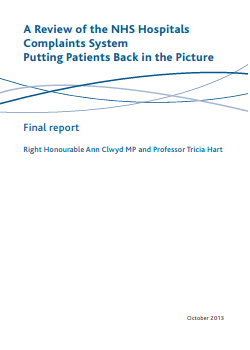 A Review of the NHS Hospitals
Complaints System
Putting Patients Back in the Picture
Final report
Right Honourable Ann Clwyd MP and Professor Tricia Hart
October 2013